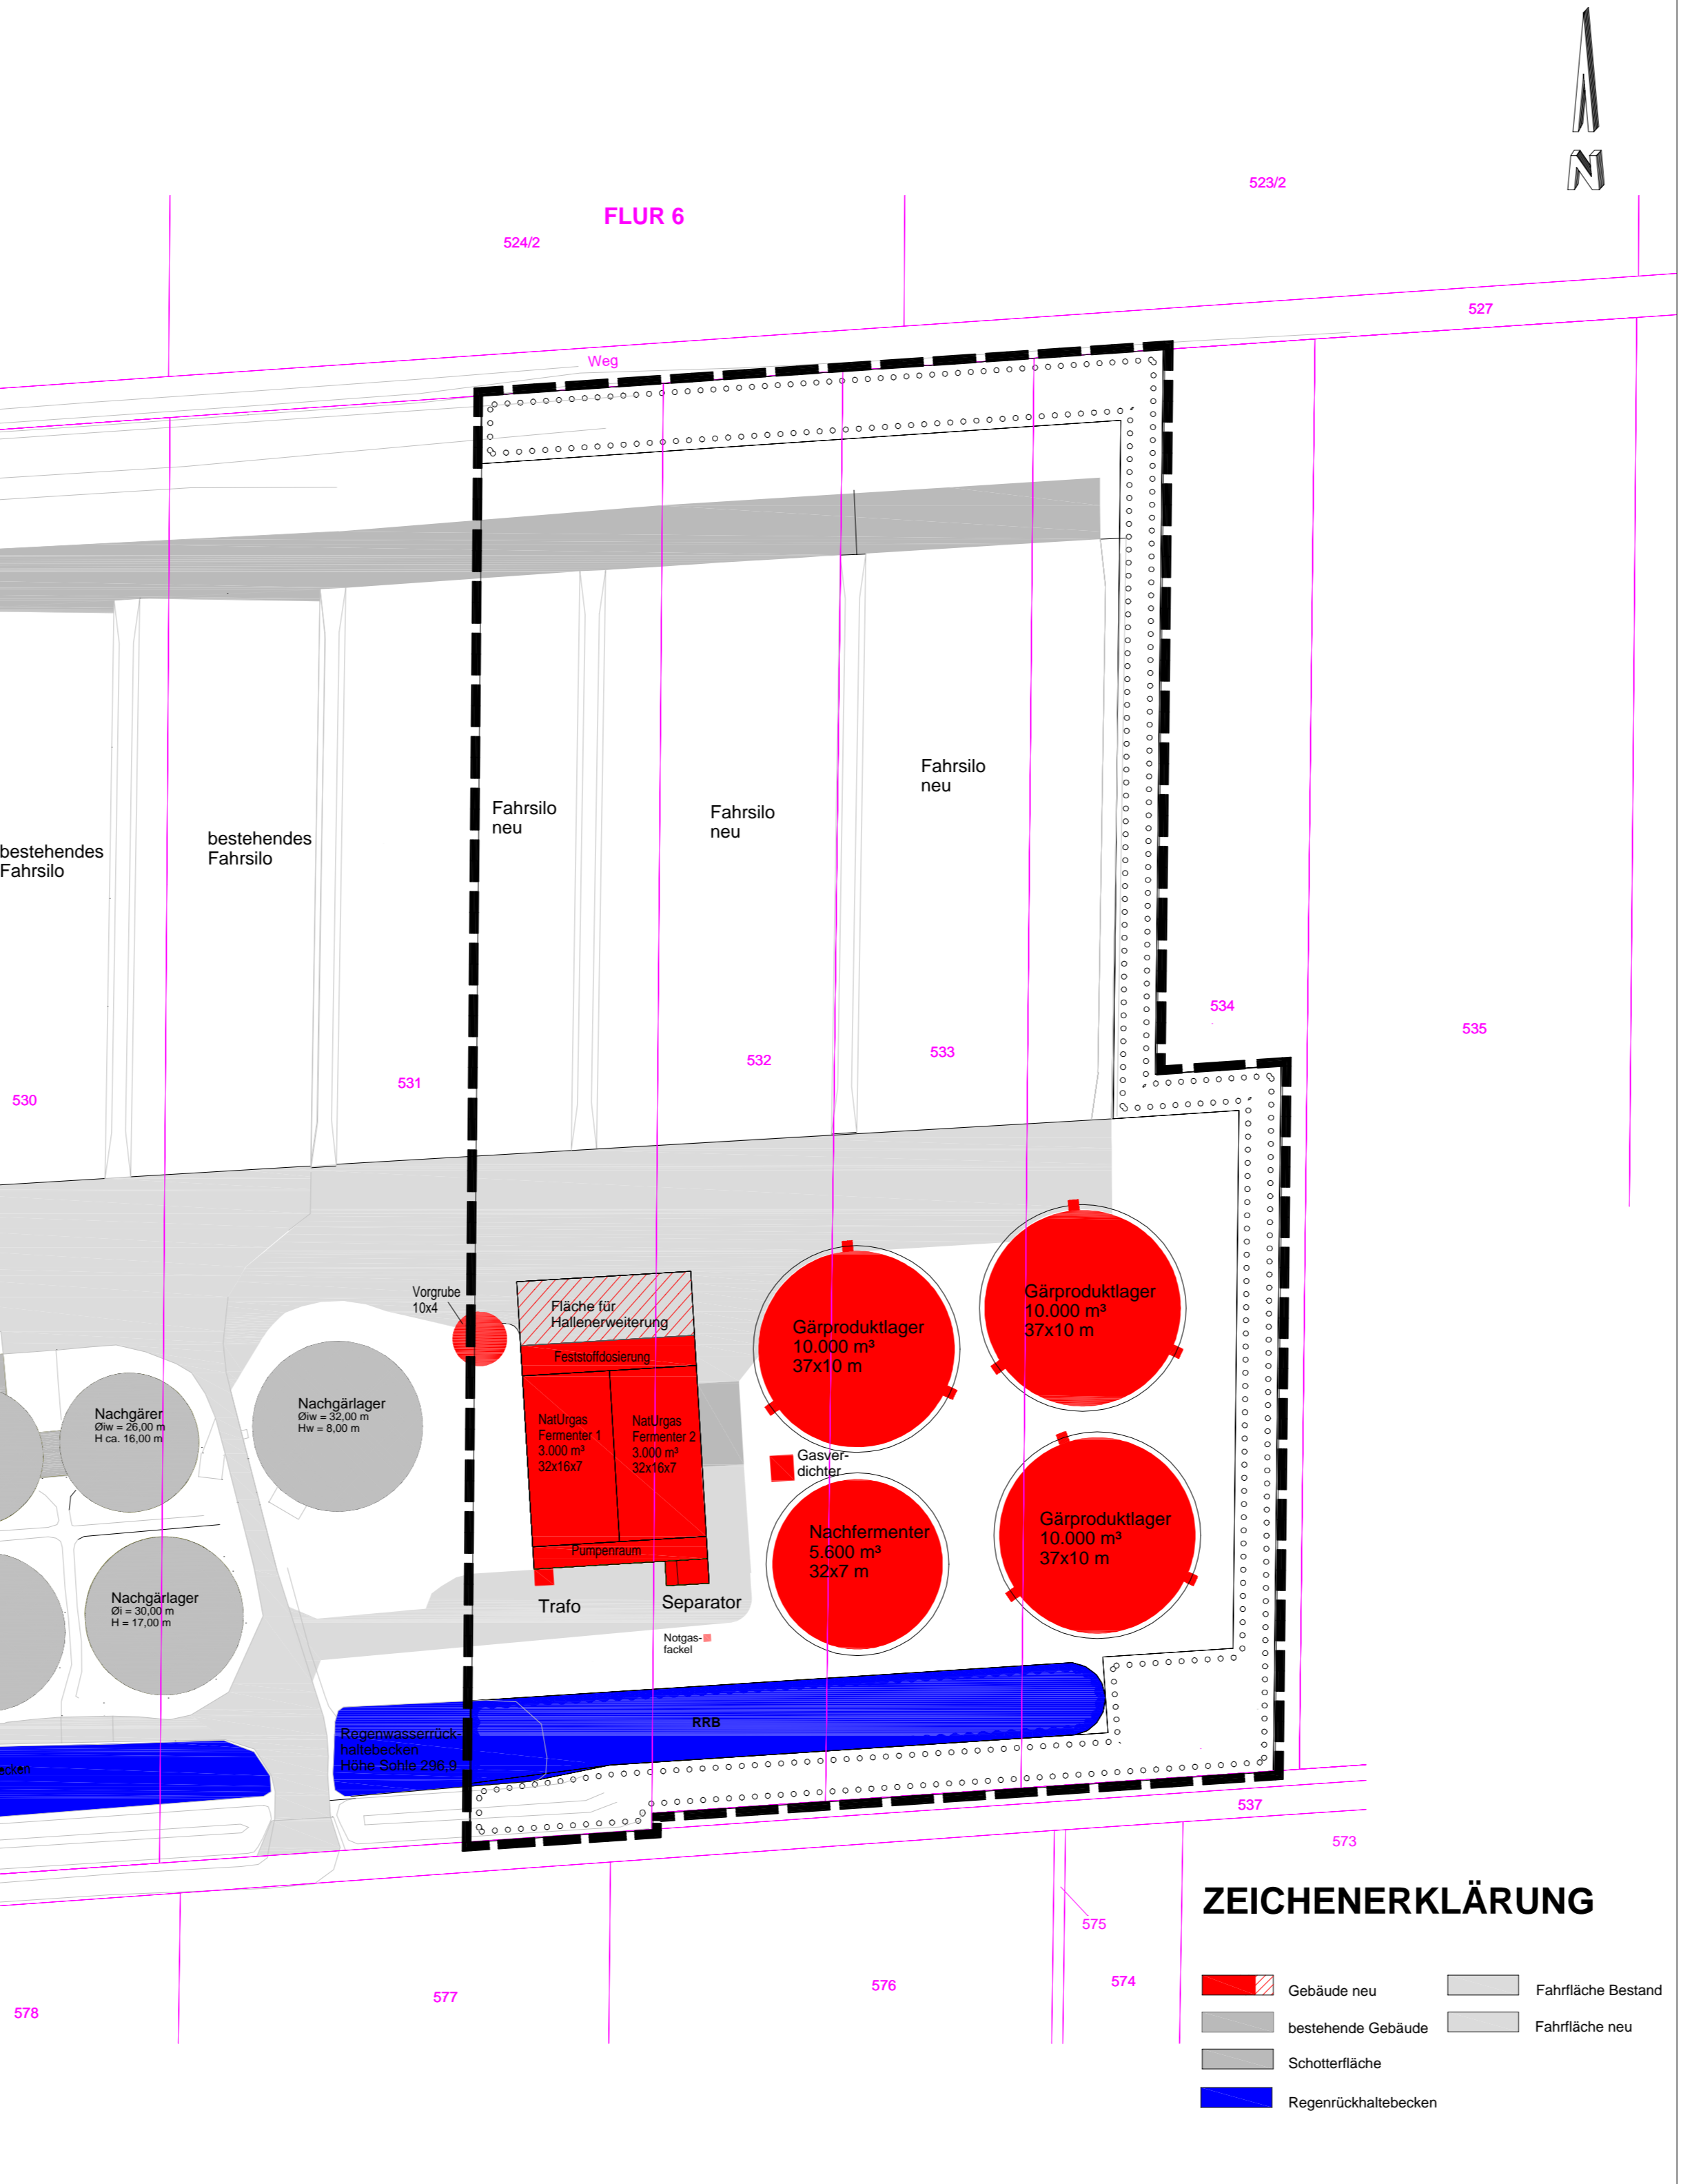 N
523/2
FLUR 6
524/2
527
Weg
Fahrsilo
neu
Fahrsilo
neu
Fahrsilo
neu
bestehendes
Fahrsilo
bestehendes
Fahrsilo
534
535
533
532
531
530
Vorgrube
10x4
Fläche für
Hallenerweiterung
Feststoffdosierung
NatUrgas
Fermenter 1
3.000 m³
32x16x7
NatUrgas
Fermenter 2
3.000 m³
32x16x7
Pumpenraum
Trafo
Separator
Notgas-
fackel
Gärproduktlager
10.000 m³
37x10 m
Gärproduktlager
10.000 m³
37x10 m
Gasver-
dichter
Nachfermenter
5.600 m³
32x7 m
Gärproduktlager
10.000 m³
37x10 m
Nachgärer
Øiw = 26,00 m
H ca. 16,00 m
Nachgärlager
Øiw = 32,00 m
Hw = 8,00 m
Nachgärlager
Øi = 30,00 m
H = 17,00 m
RRB
Regenwasserrück-
haltebecken
Höhe Sohle 296,9
ecken
537
573
575
574
576
577
578
ZEICHENERKLÄRUNG
Gebäude neu
Fahrfläche Bestand
bestehende Gebäude
Fahrfläche neu
Schotterfläche
Regenrückhaltebecken